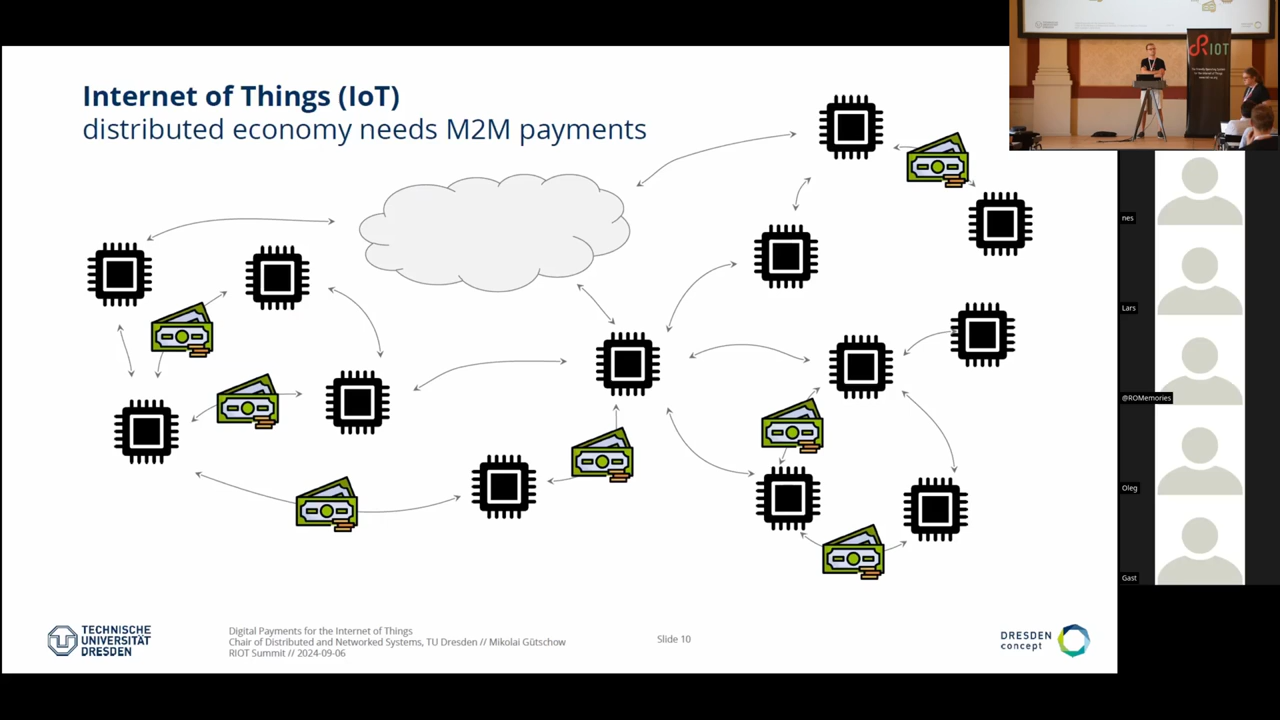 Internet of Things (IoT)
distributed economy needs M2M payments
TECHNISCHE
UNIVERSITÄT
DRESDEN
Digital Payments for the Internet of Things
Chair of Distributed and Networked Systems, TU Dresden // Mikolai Gütschow
RIOT Summit // 2024-09-06
Slide 10
DRESDEN
concept
RIOT
nes
Lars
@ROMemories
Oleg
Gast